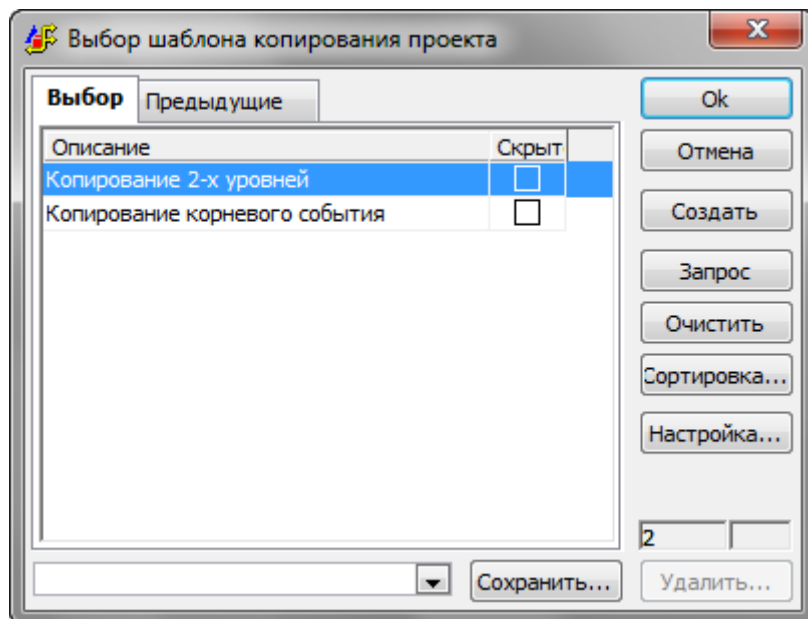 Выбор шаблона копирования проекта
Выбор Предыдущие
Описание Скрыт
Копирование 2-х уровней
Копирование корневого события
Ok
Отмена
Создать
Запрос
Очистить
Сортировка...
Настройка...
2
Сохранить...
Удалить...